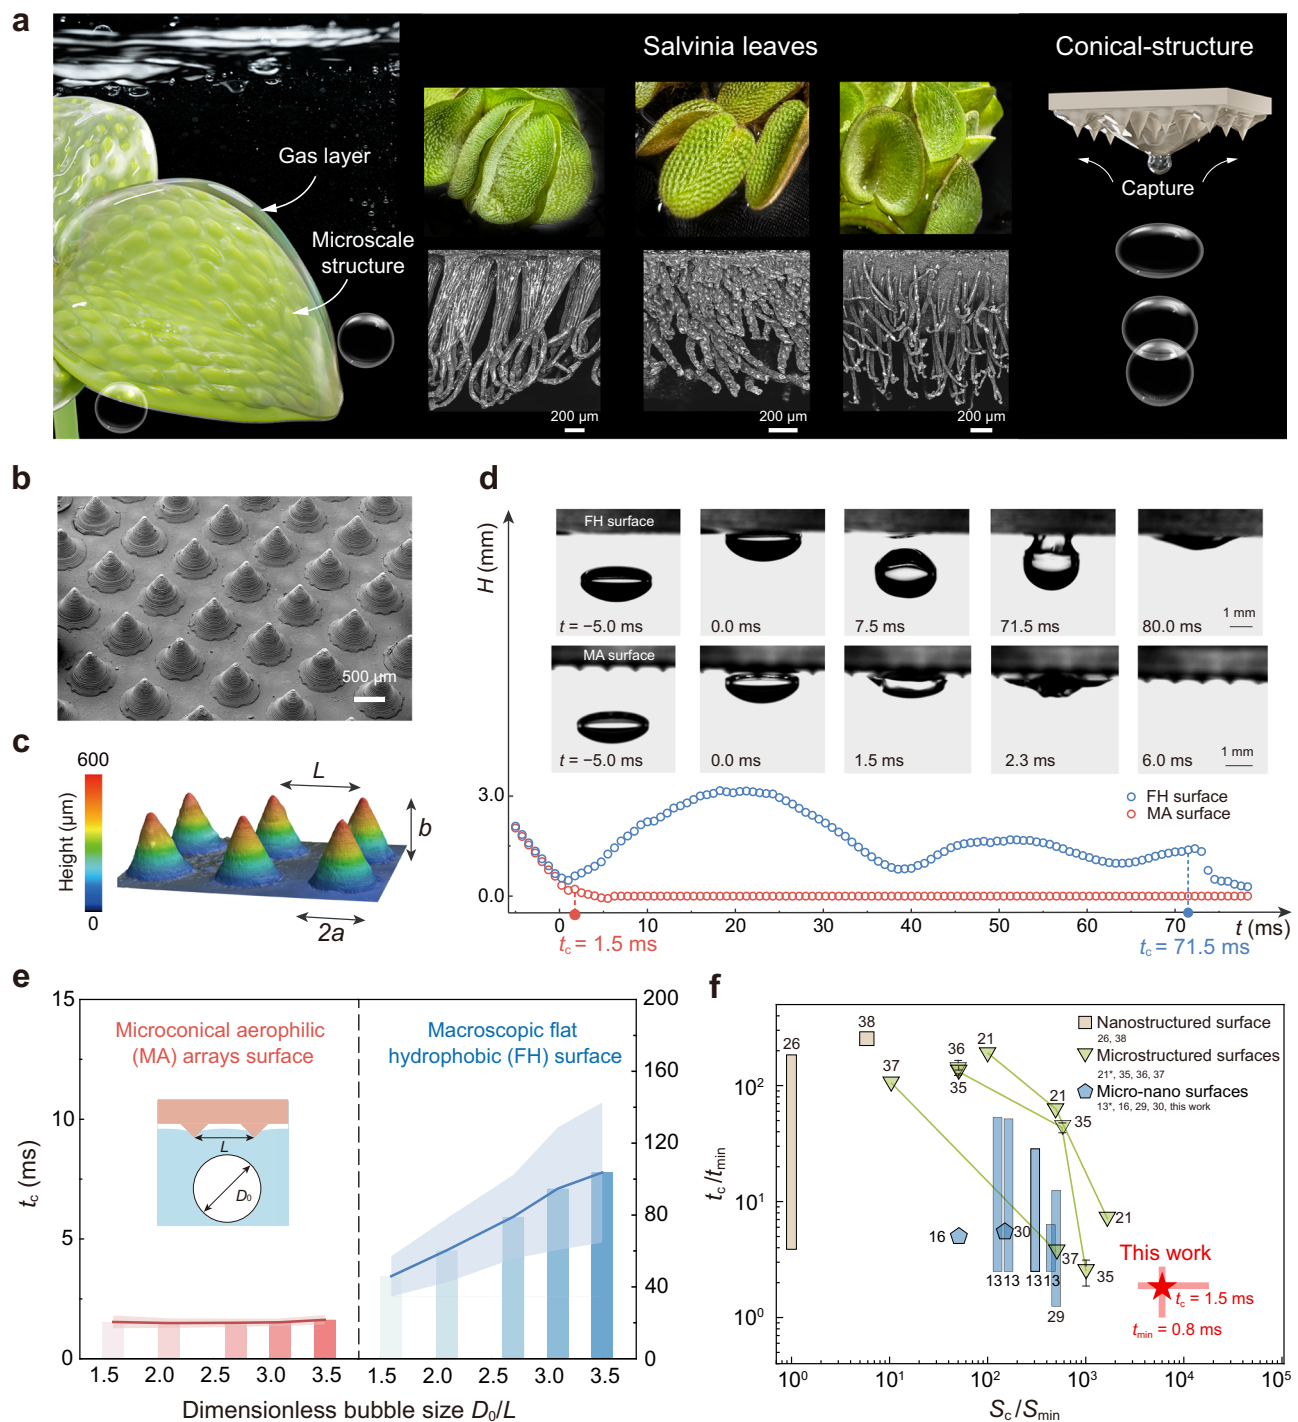 a
Salvinia leaves
Conical-structure
Gas layer
Microscale
structure
Capture
200 µm
200 µm
200 µm
b
500 µm
c
600
Height (µm)
0
L
b
2a
d
H (mm)
FH surface
t = −5.0 ms
0.0 ms
7.5 ms
71.5 ms
80.0 ms
1 mm
MA surface
t = −5.0 ms
0.0 ms
1.5 ms
2.3 ms
6.0 ms
1 mm
3.0
0.0
FH surface
MA surface
0 10 20 30 40 50 60 70
t (ms)
tc = 1.5 ms
tc = 71.5 ms
e
15
10
5
0
tc (ms)
Microconical aerophilic
(MA) arrays surface
L
D0
Macroscopic flat
hydrophobic (FH) surface
200
160
120
80
40
0
1.5 2.0 2.5 3.0 3.5 1.5 2.0 2.5 3.0 3.5
Dimensionless bubble size D0/L
f
tc/tmin
10²
10¹
10⁰
26
38
37
36
35
21
21
35
21
16
30
13 13 13 13
37
35
29
Nanostructured surface
26, 38
Microstructured surfaces
21*, 35, 36, 37
Micro-nano surfaces
13*, 16, 29, 30, this work
This work
tc = 1.5 ms
tmin = 0.8 ms
10⁰ 10¹ 10² 10³ 10⁴ 10⁵
Sc/Smin